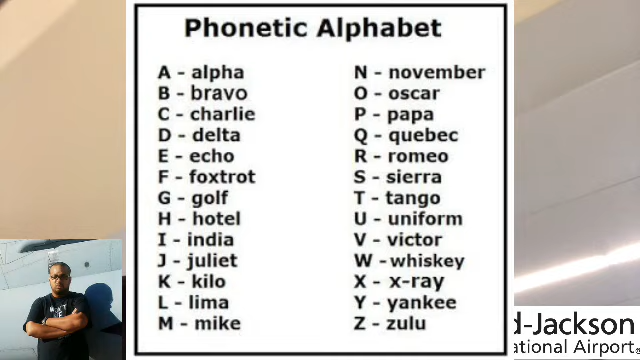 Phonetic Alphabet
A - alpha
B - bravo
C - charlie
D - delta
E - echo
F - foxtrot
G - golf
H - hotel
I - india
J - juliet
K - kilo
L - lima
M - mike
N - november
O - oscar
P - papa
Q - quebec
R - romeo
S - sierra
T - tango
U - uniform
V - victor
W - whiskey
X - x-ray
Y - yankee
Z - zulu
d-Jackson
ational Airport®